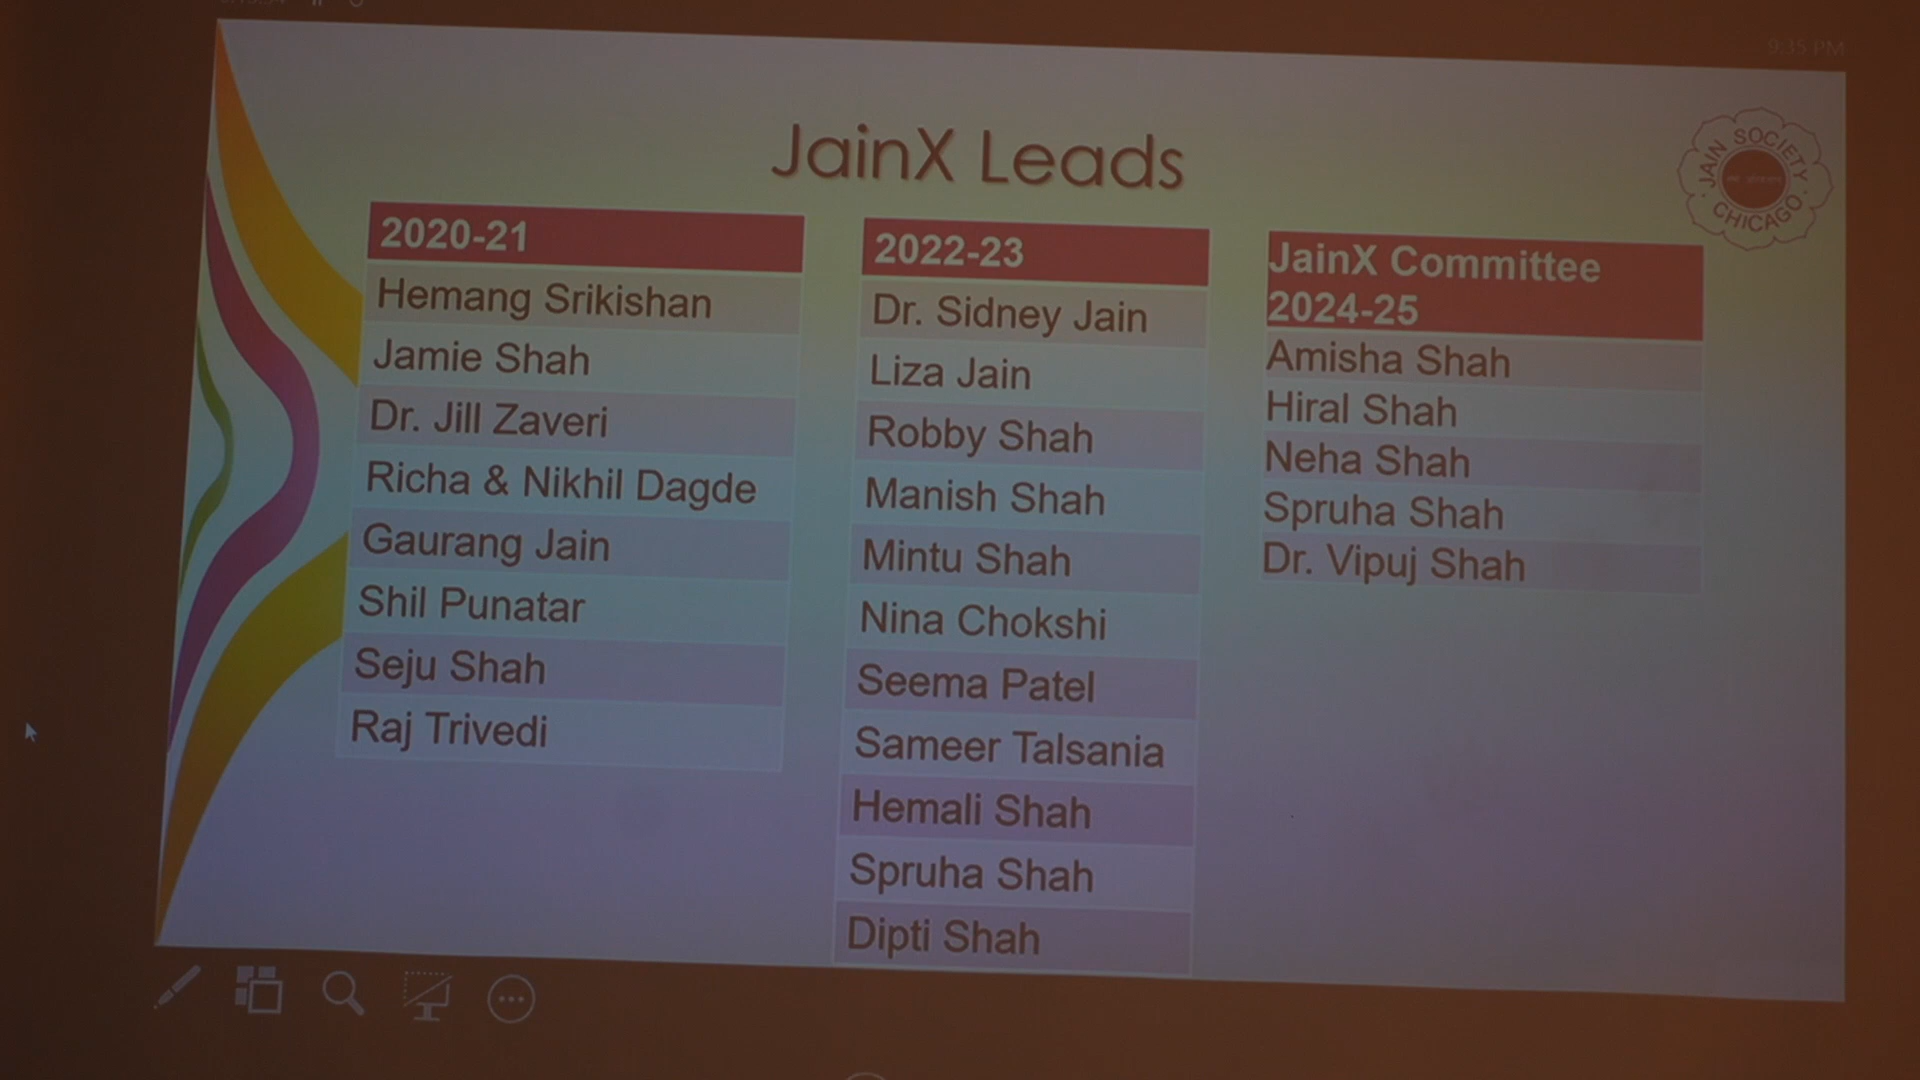 9:35 PM
JainX Leads
JAIN SOCIETY
CHICAGO
2020-21
Hemang Srikishan
Jamie Shah
Dr. Jill Zaveri
Richa & Nikhil Dagde
Gaurang Jain
Shil Punatar
Seju Shah
Raj Trivedi
2022-23
Dr. Sidney Jain
Liza Jain
Robby Shah
Manish Shah
Mintu Shah
Nina Chokshi
Seema Patel
Sameer Talsania
Hemali Shah
Spruha Shah
Dipti Shah
JainX Committee
2024-25
Amisha Shah
Hiral Shah
Neha Shah
Spruha Shah
Dr. Vipuj Shah